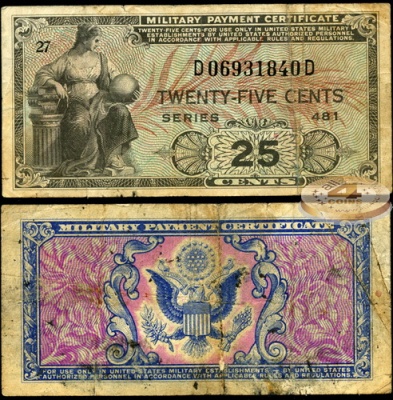 MILITARY PAYMENT CERTIFICATE
TWENTY-FIVE CENTS-FOR USE ONLY IN UNITED STATES MILITARY
ESTABLISHMENTS BY UNITED STATES AUTHORIZED PERSONNEL
IN ACCORDANCE WITH APPLICABLE RULES AND REGULATIONS.
27
D06931840D
TWENTY-FIVE CENTS
SERIES 481
25
CENTS
4
MILITARY PAYMENT CERTIFICATE
FOR USE ONLY IN UNITED STATES MILITARY ESTABLISHMENTS - BY UNITED STATES
AUTHORIZED PERSONNEL IN ACCORDANCE WITH APPLICABLE RULES AND REGULATIONS.